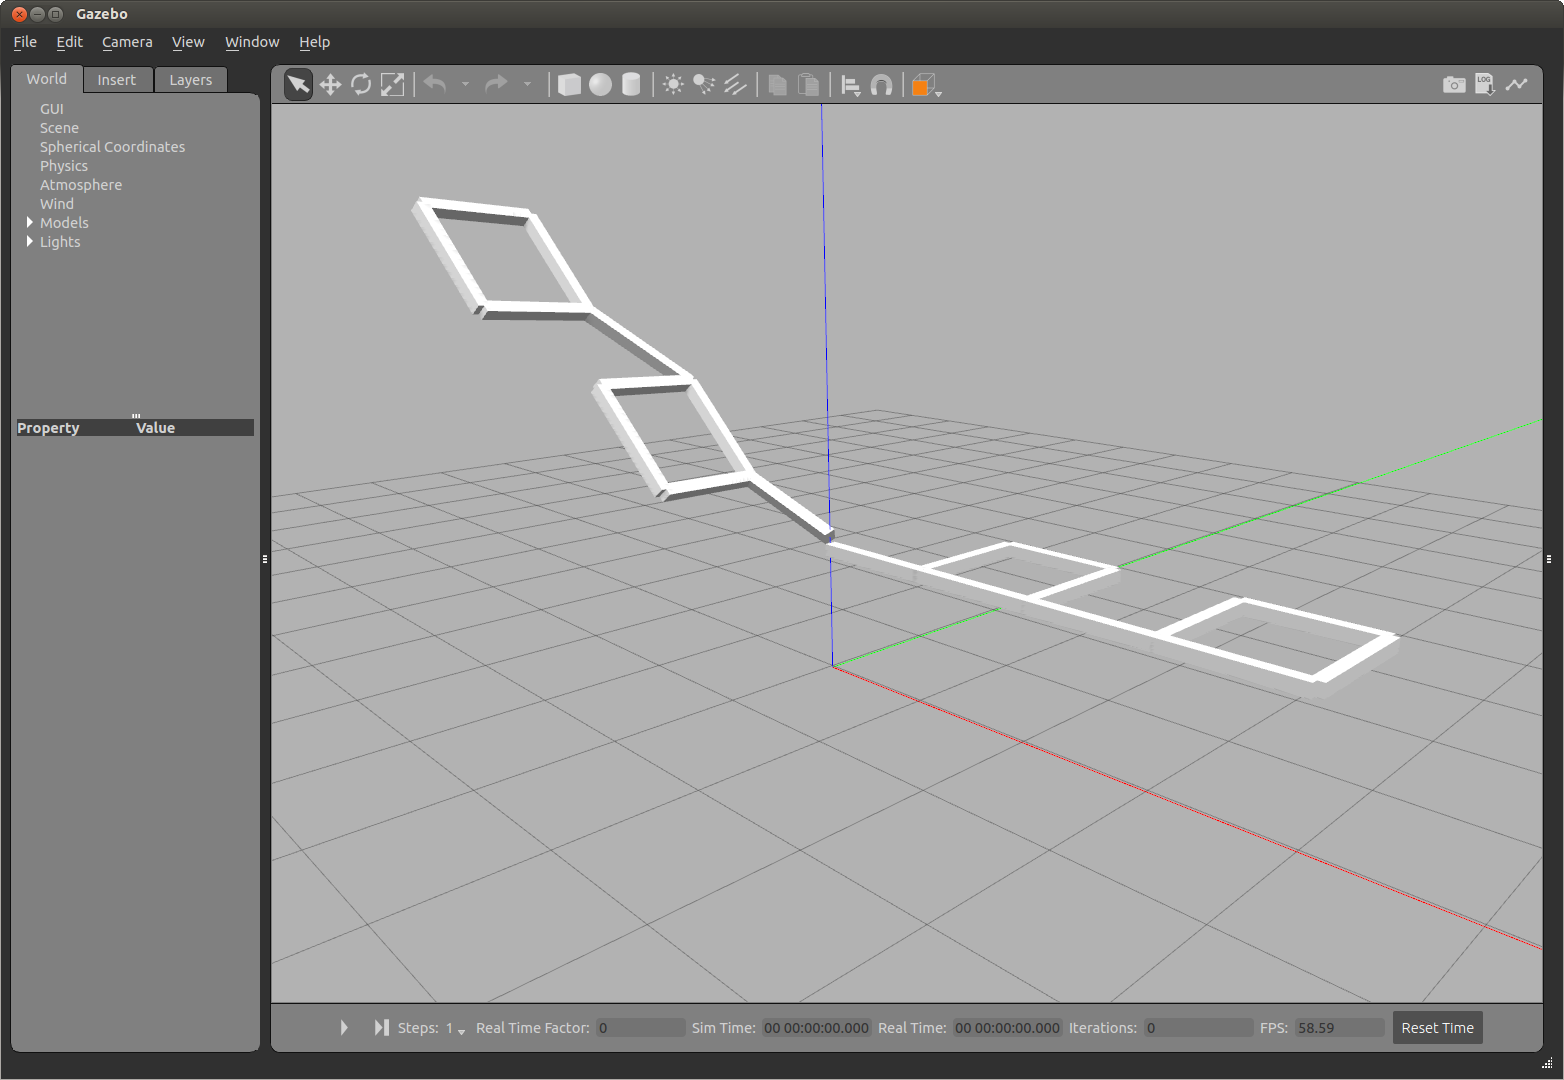 Gazebo
File Edit Camera View Window Help
World Insert Layers
LOG
GUI
Scene
Spherical Coordinates
Physics
Atmosphere
Wind
Models
Lights
Property Value
Steps: 1 Real Time Factor: 0 Sim Time: 00 00:00:00.000 Real Time: 00 00:00:00.000 Iterations: 0 FPS: 58.59 Reset Time